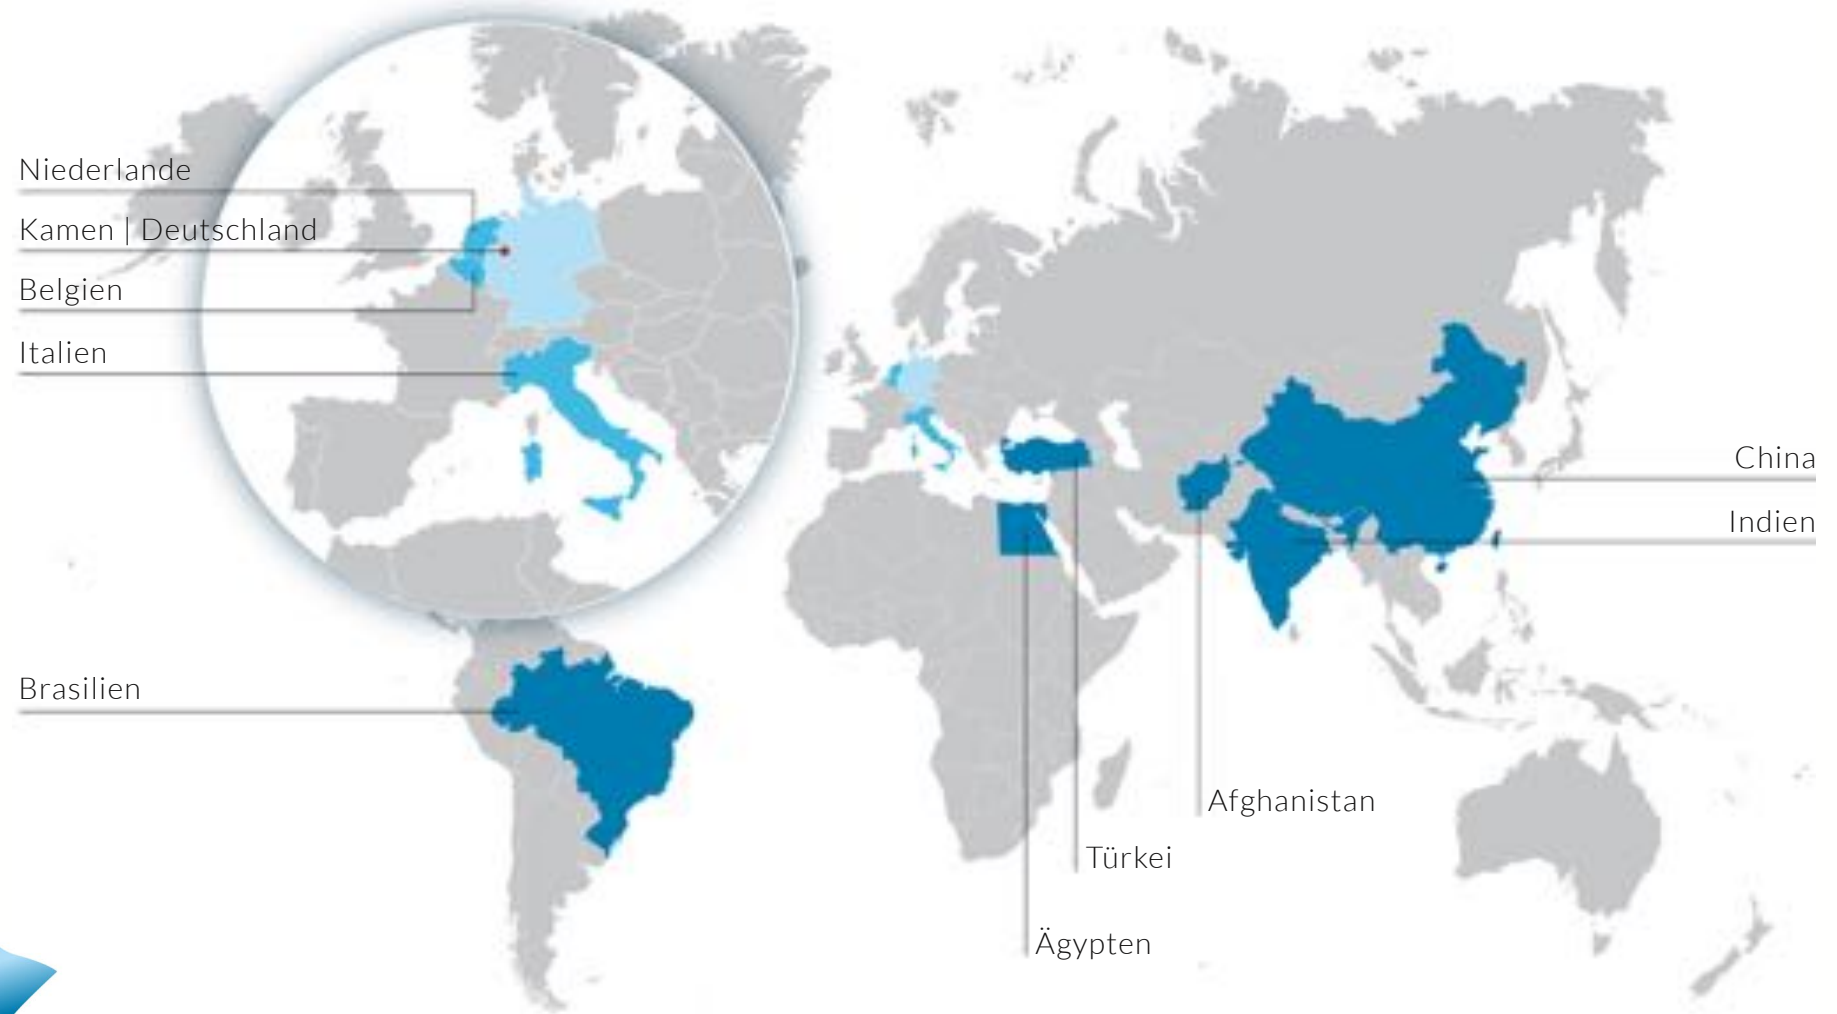 Niederlande
Kamen | Deutschland
Belgien
Italien
China
Indien
Brasilien
Afghanistan
Türkei
Ägypten